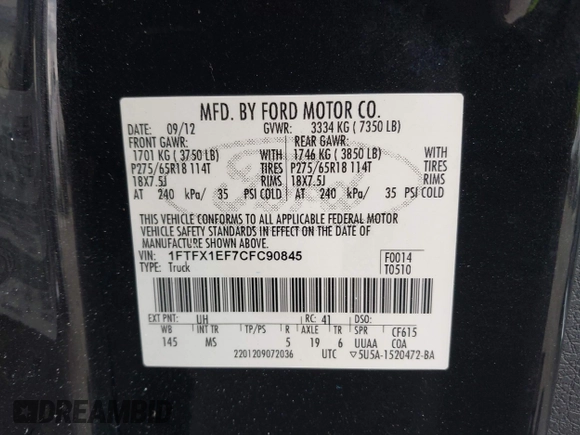 MFD. BY FORD MOTOR CO.
DATE: 09/12 GVWR: 3334 KG ( 7350 LB)
FRONT GAWR: REAR GAWR:
1701 KG ( 3750 LB) WITH 1746 KG ( 3850 LB) WITH
P275/65R18 114T TIRES P275/65R18 114T TIRES
18X7.5J RIMS 18X7.5J RIMS
AT 240 kPa/ 35 PSI COLD AT 240 kPa/ 35 PSI COLD
THIS VEHICLE CONFORMS TO ALL APPLICABLE FEDERAL MOTOR
VEHICLE SAFETY STANDARDS IN EFFECT ON THE DATE OF
MANUFACTURE SHOWN ABOVE.
VIN: 1FTFX1EF7CFC90845 F0014
TYPE: Truck T0510
EXT PNT: UH RC: 41 DSO:
WB INT TR TP/PS R AXLE TR SPR CF615
145 MS 5 19 6 UUAA COA
2201209072036 UTC ▽5U5A-1520472-BA
DREAMBID